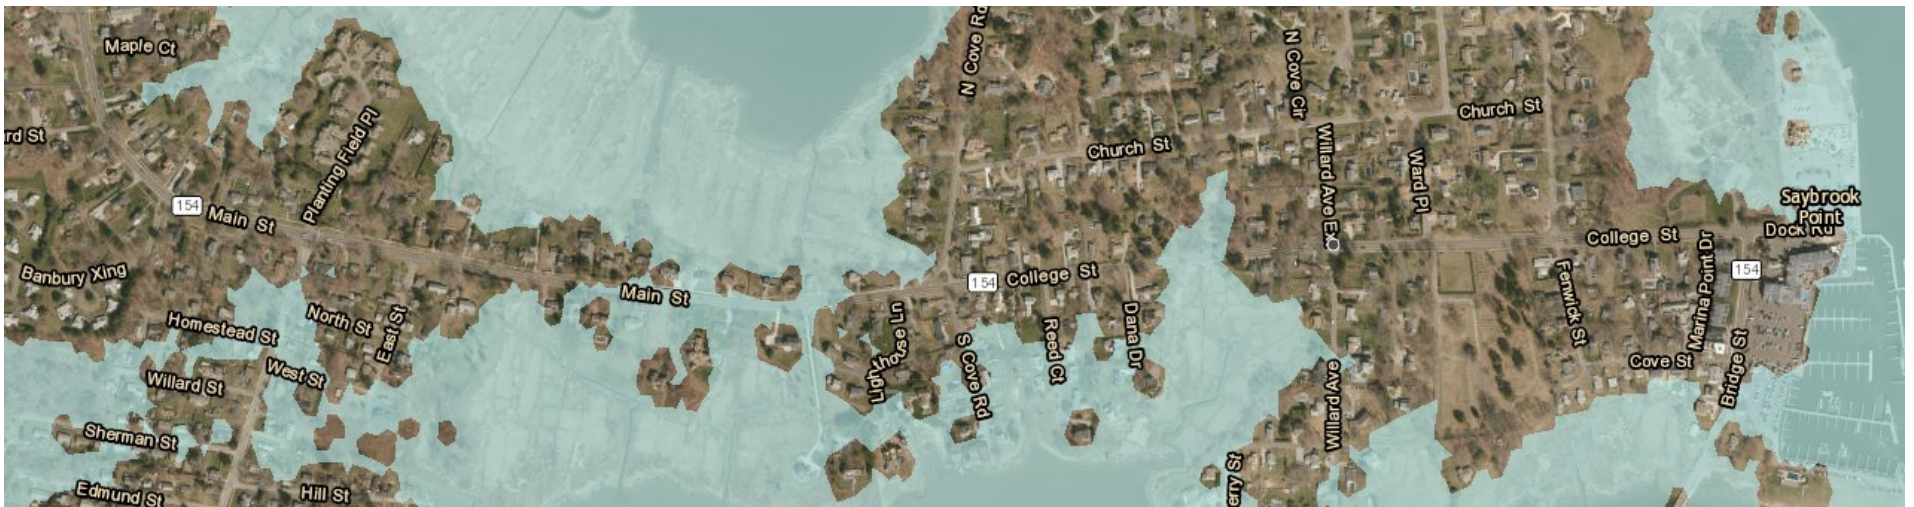 Maple Ct
N Cove Rd
N Cove Cir
Church St
Church St
rd St
Planting Field Pl
Willard Ave Ex
Ward Pl
154
Main St
Saybrook
Point
Dock Rd
College St
Marina Point Dr
154
Banbury Xing
154
College St
Main St
Fenwick St
Homestead St
North St
East St
Lighthouse Ln
S Cove Rd
Reed Ct
Dana Dr
Cove St
Bridge St
Willard St
West St
Willard Ave
Sherman St
Edmund St
Hill St
erry St